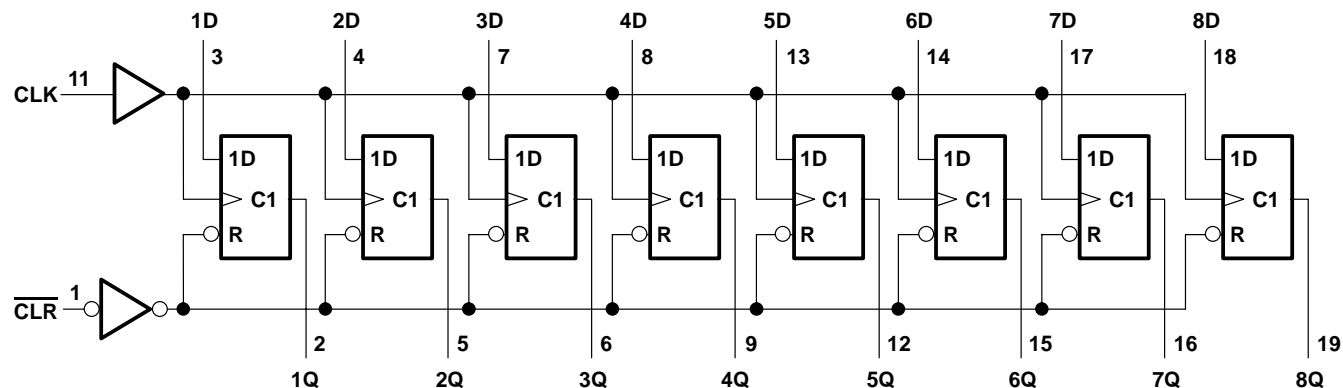 1D 2D 3D 4D 5D 6D 7D 8D
3 4 7 8 13 14 17 18
CLK 11
1D 1D 1D 1D 1D 1D 1D 1D
C1 C1 C1 C1 C1 C1 C1 C1
R R R R R R R R
CLR 1
2 5 6 9 12 15 16 19
1Q 2Q 3Q 4Q 5Q 6Q 7Q 8Q